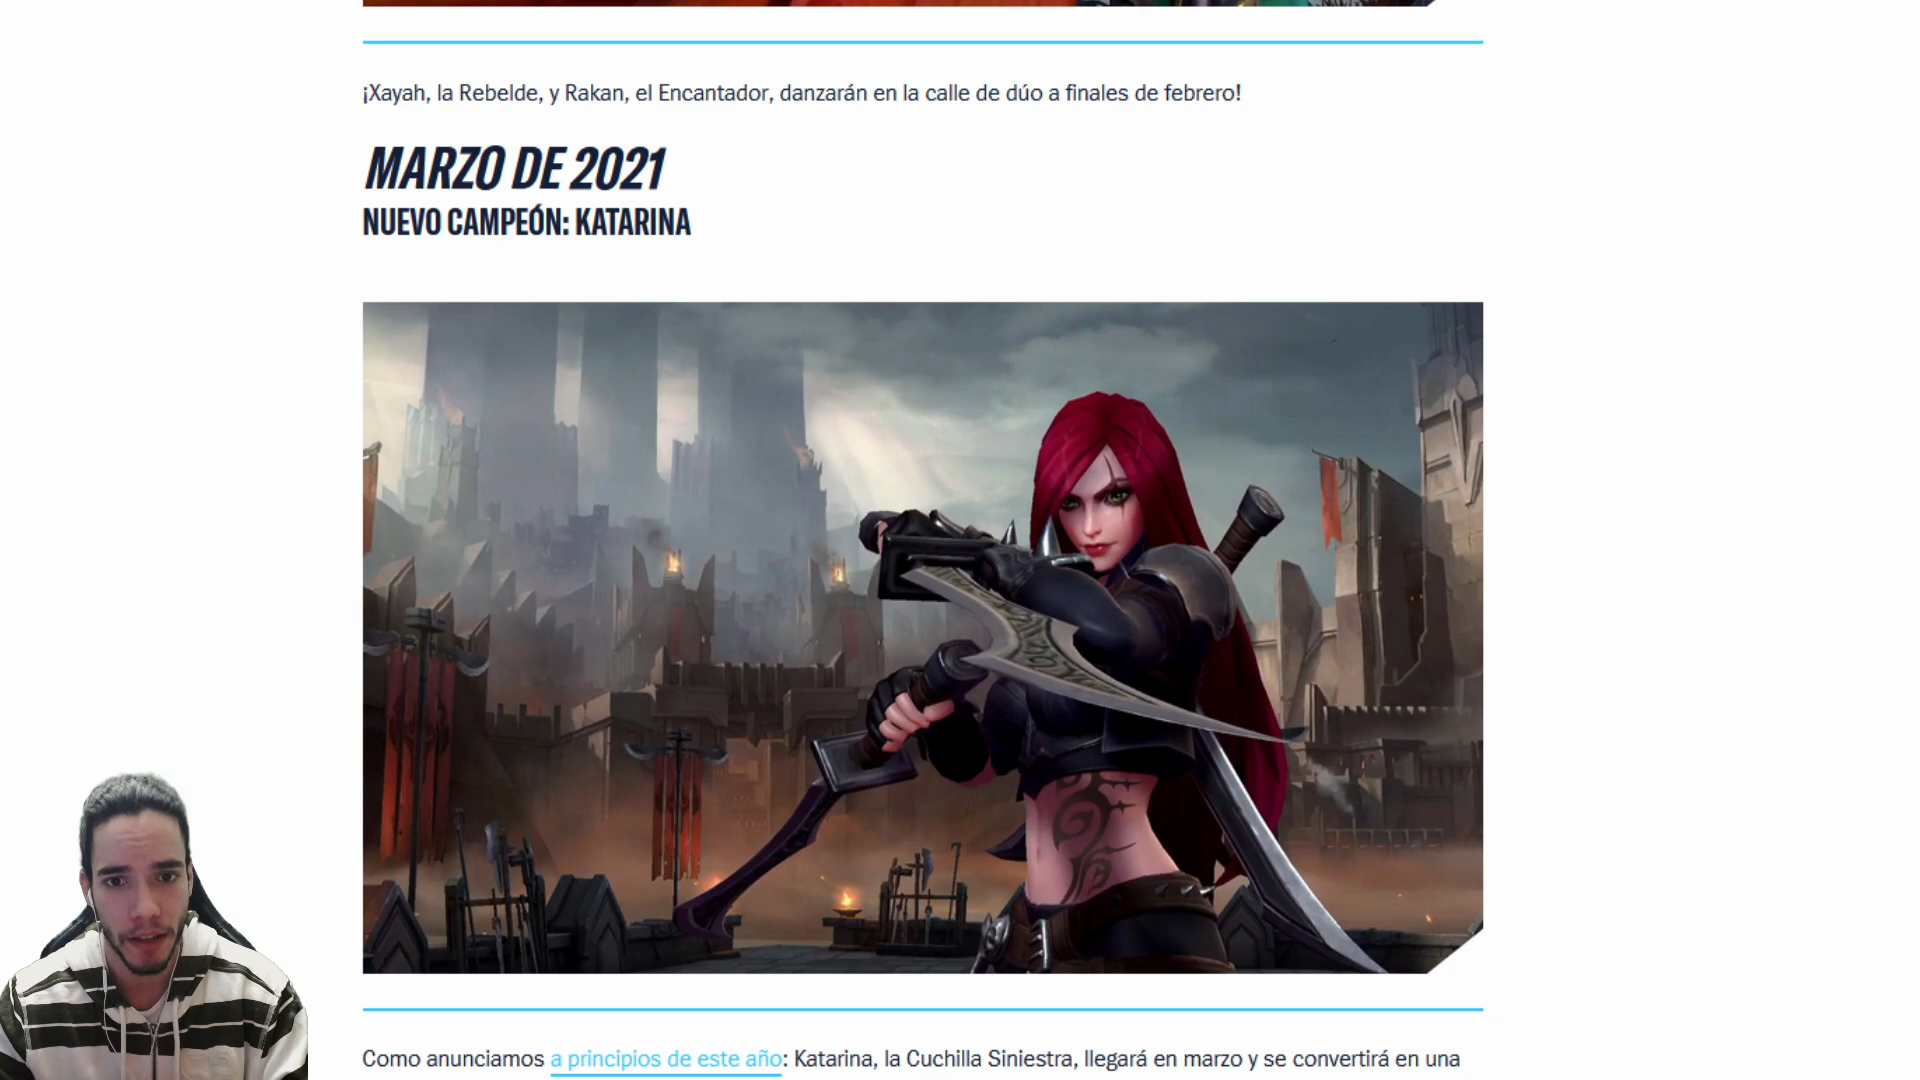 ¡Xayah, la Rebelde, y Rakan, el Encantador, danzarán en la calle de dúo a finales de febrero!
MARZO DE 2021
NUEVO CAMPEÓN: KATARINA
Como anunciamos a principios de este año: Katarina, la Cuchilla Siniestra, llegará en marzo y se convertirá en una